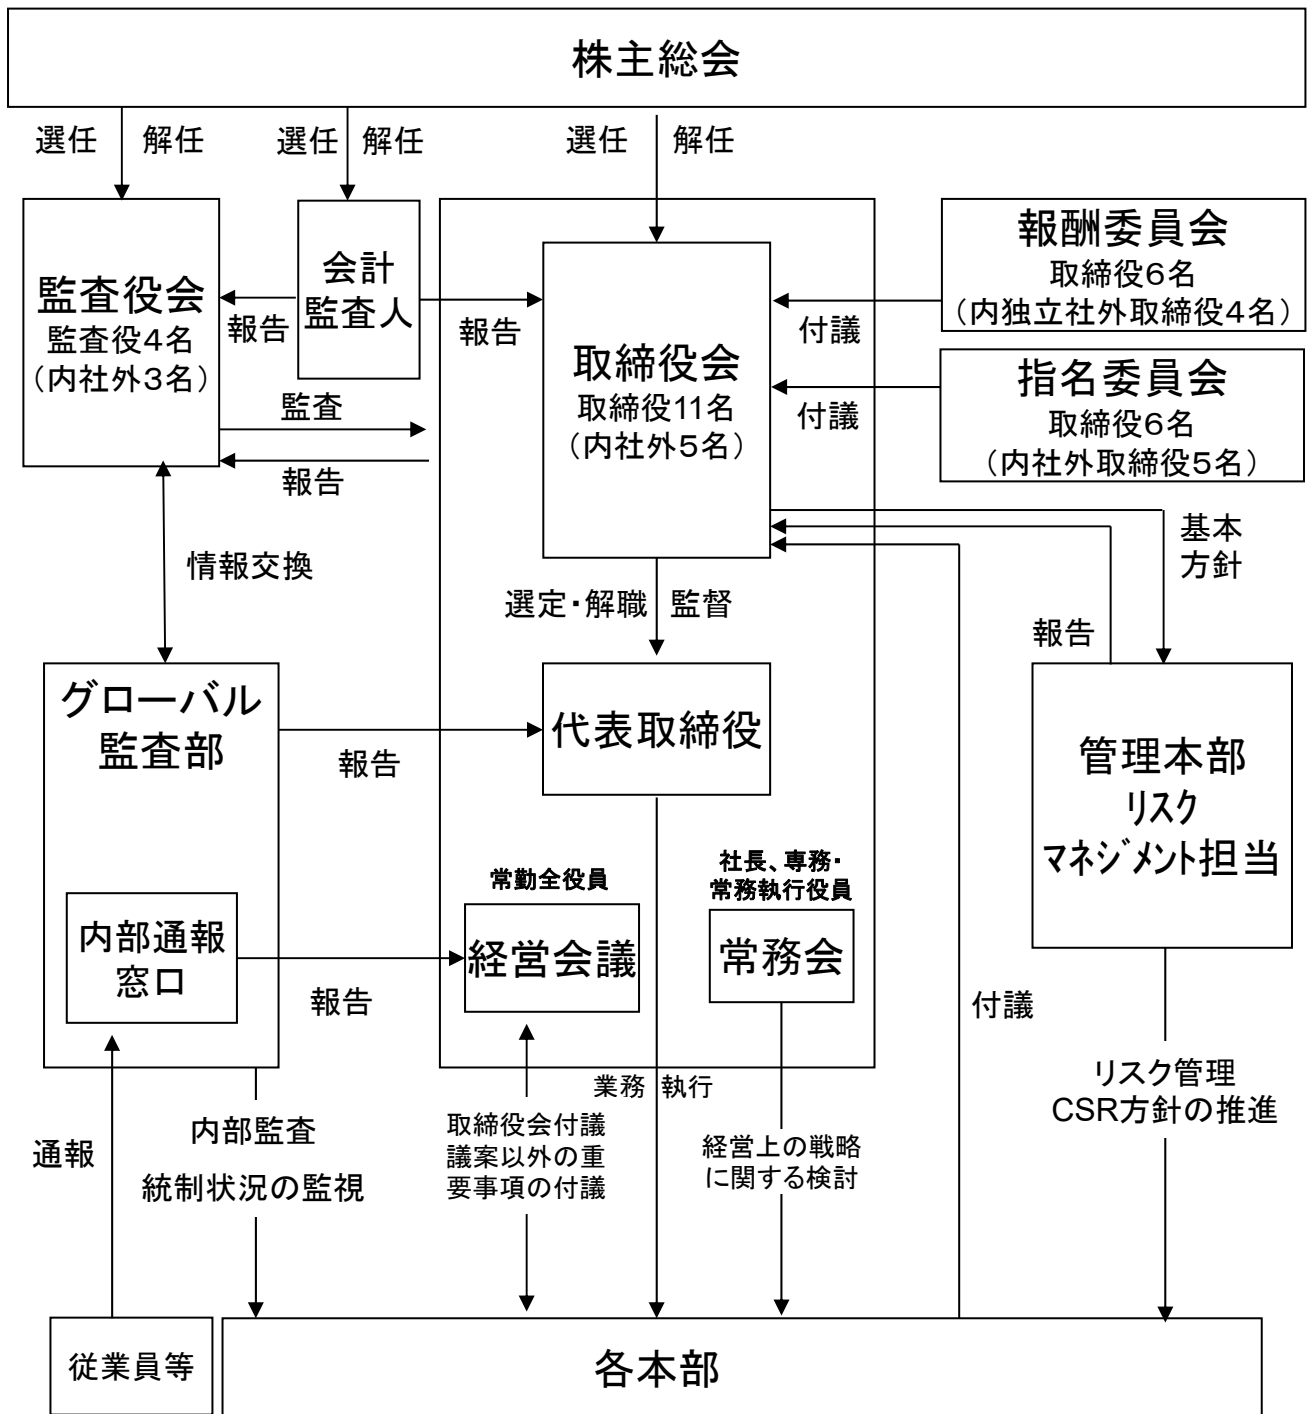 株主総会
選任 解任
選任 解任
選任 解任
監査役会
監査役4名
（内社外3名）
会計
監査人
報告
報告
監査
報告
取締役会
取締役11名
（内社外5名）
報酬委員会
取締役6名
（内独立社外取締役4名）
付議
指名委員会
取締役6名
（内社外取締役5名）
付議
基本
方針
情報交換
選定・解職 監督
報告
グローバル
監査部
報告
代表取締役
管理本部
リスク
マネジメント担当
常勤全役員
経営会議
社長、専務・
常務執行役員
常務会
内部通報
窓口
報告
付議
業務 執行
リスク管理
CSR方針の推進
通報
内部監査
統制状況の監視
取締役会付議
議案以外の重
要事項の付議
経営上の戦略
に関する検討
従業員等
各本部